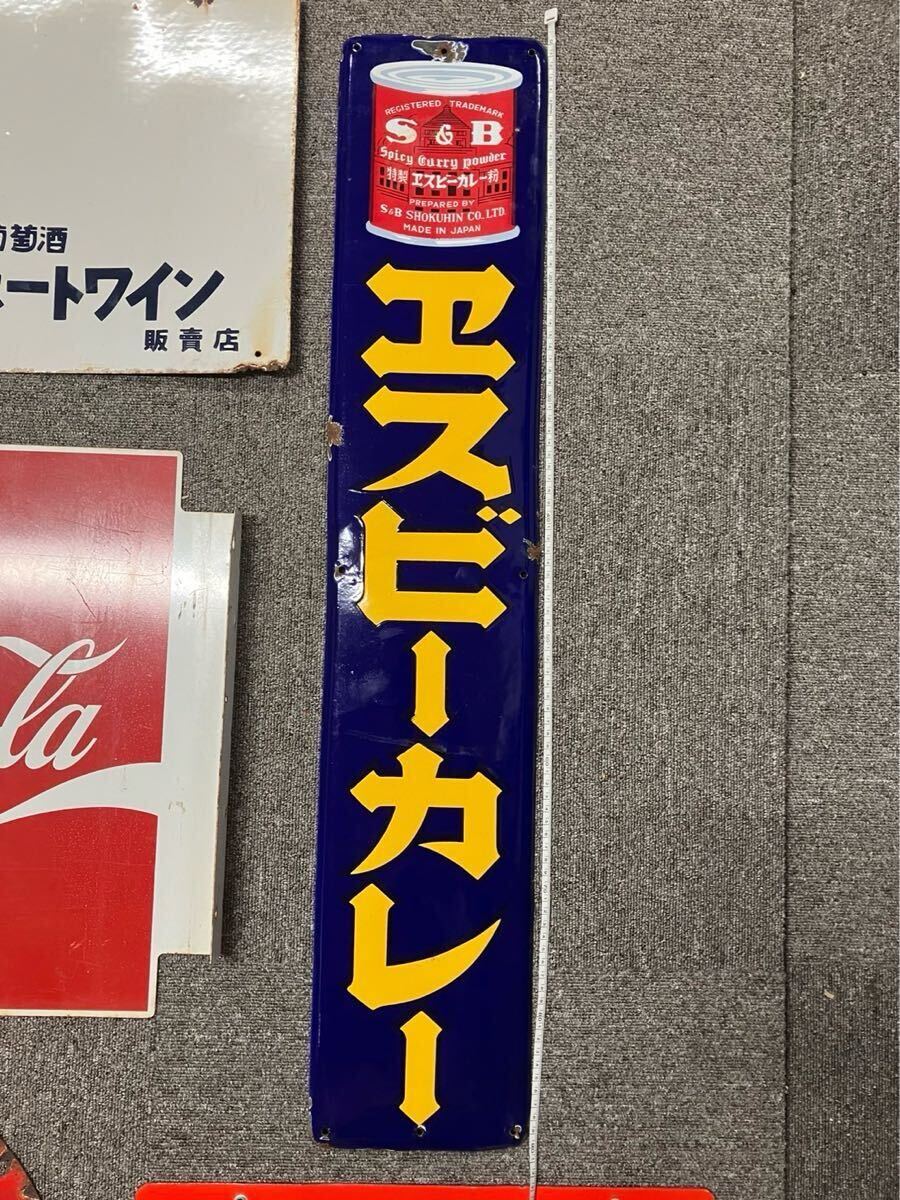 REGISTERED TRADEMARK
S & B
Spicy Curry powder
特製 ヱスビーカレー粉
PREPARED BY
S&B SHOKUHIN CO., LTD.
MADE IN JAPAN
ヱスビーカレー
葡萄酒
ートワイン
販賣店
la